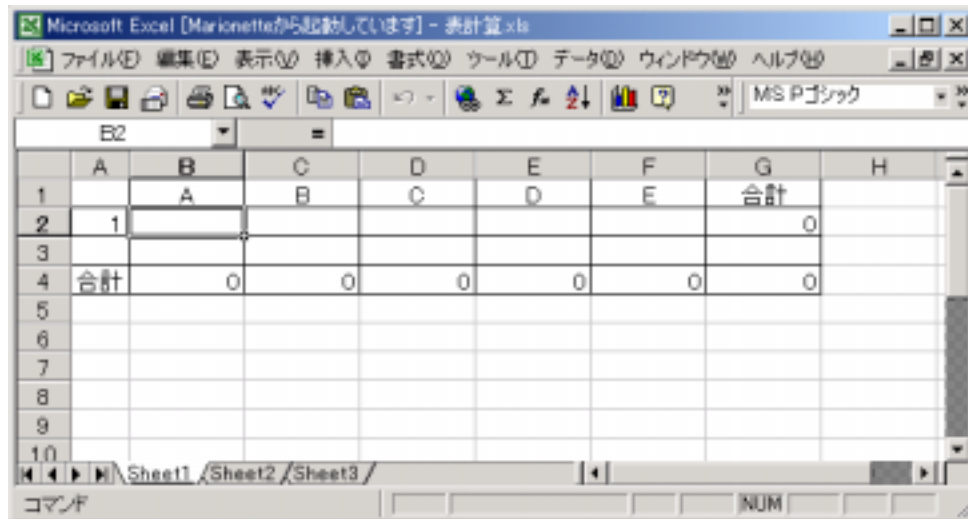 Microsoft Excel [Marionetteから起動しています] - 表計算.xls
ファイル(F) 編集(E) 表示(V) 挿入(I) 書式(O) ツール(T) データ(D) ウィンドウ(W) ヘルプ(H)
MS Pゴシック
B2 =
A B C D E F G H
1 A B C D E 合計
2 1 0
3
4 合計 0 0 0 0 0 0
5
6
7
8
9
10
Sheet1 Sheet2 Sheet3
コマンド NUM